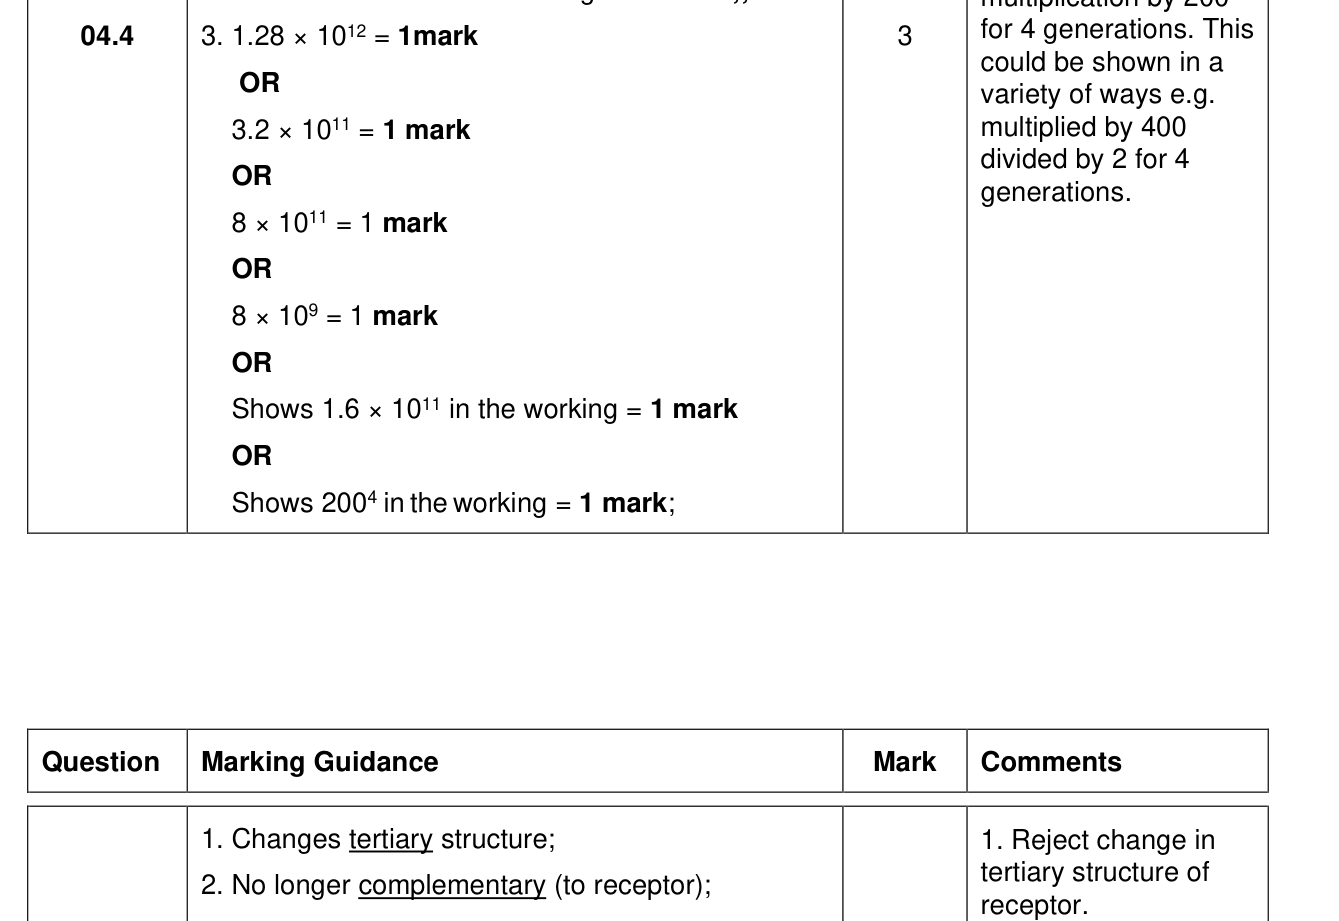 multiplication by 200
04.4 3. 1.28 × 10¹² = 1mark 3 for 4 generations. This
could be shown in a
OR
variety of ways e.g.
3.2 × 10¹¹ = 1 mark multiplied by 400
divided by 2 for 4
OR
generations.
8 × 10¹¹ = 1 mark
OR
8 × 10⁹ = 1 mark
OR
Shows 1.6 × 10¹¹ in the working = 1 mark
OR
Shows 200⁴ in the working = 1 mark;
Question Marking Guidance Mark Comments
1. Changes tertiary structure; 1. Reject change in
tertiary structure of
2. No longer complementary (to receptor);
receptor.